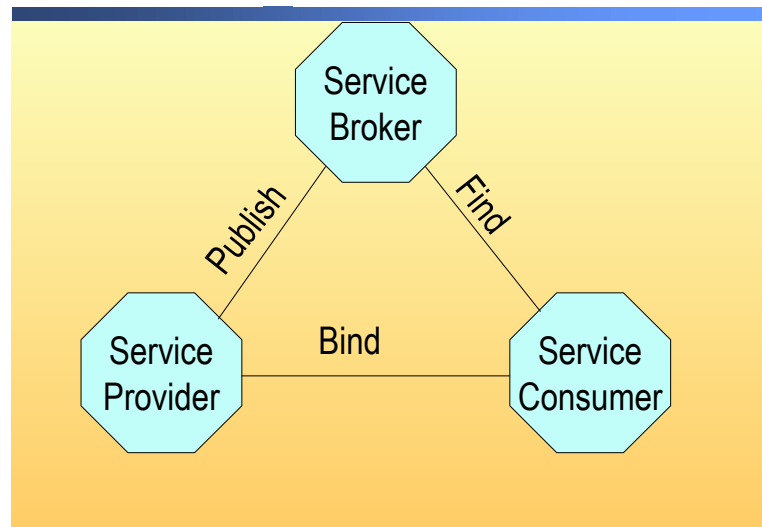 Service
Broker
Publish
Find
Bind
Service
Provider
Service
Consumer